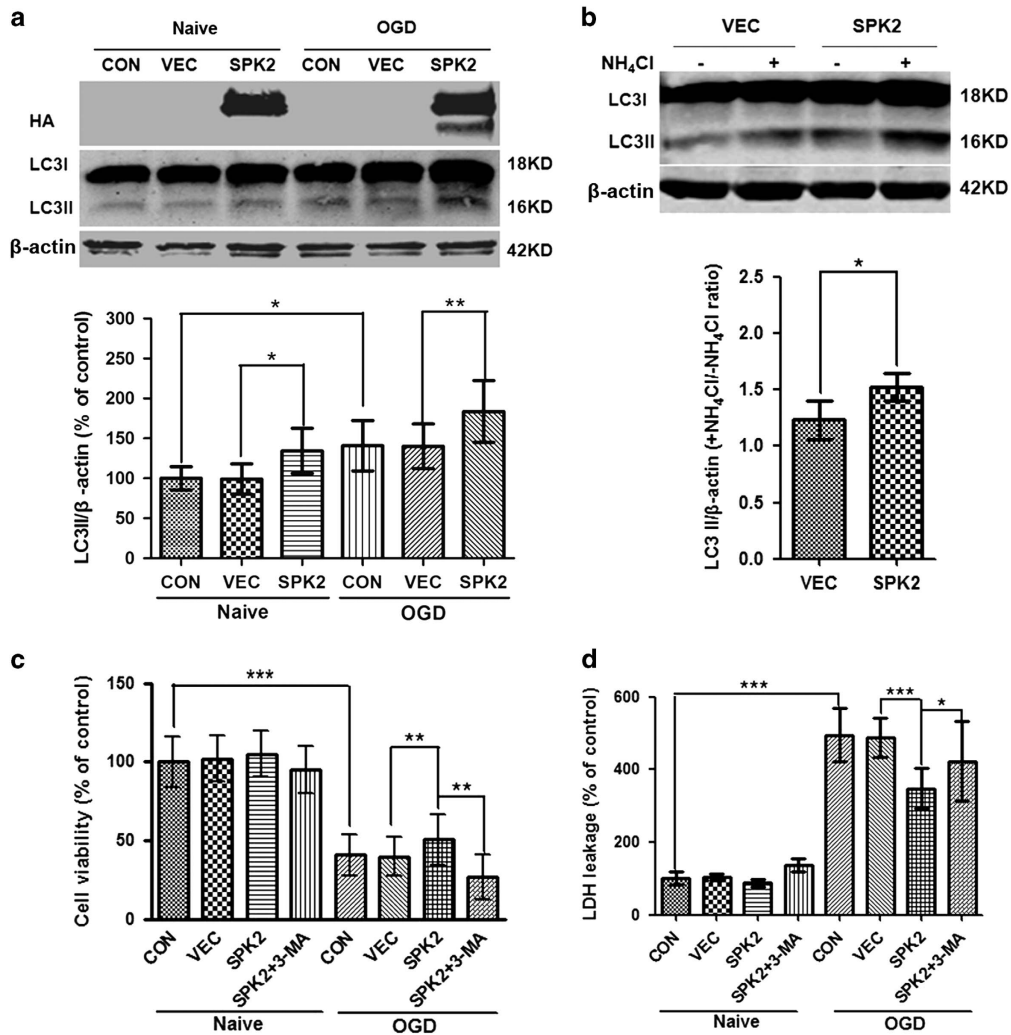 a
Naive OGD
CON VEC SPK2 CON VEC SPK2
HA
LC3I 18KD
LC3II 16KD
β-actin 42KD
LC3II/β -actin (% of control)
300
250
200
150
100
50
0
* * **
CON VEC SPK2 CON VEC SPK2
Naive OGD
b
VEC SPK2
NH4Cl - + - +
LC3I 18KD
LC3II 16KD
β-actin 42KD
LC3 II/β-actin (+NH4Cl/-NH4Cl ratio)
2.5
2.0
1.5
1.0
0.5
0.0
*
VEC SPK2
c
Cell viability (% of control)
150
100
50
0
*** ** **
CON VEC SPK2 SPK2+3-MA CON VEC SPK2 SPK2+3-MA
Naive OGD
d
LDH leakage (% of control)
600
400
200
0
*** *** *
CON VEC SPK2 SPK2+3-MA CON VEC SPK2 SPK2+3-MA
Naive OGD